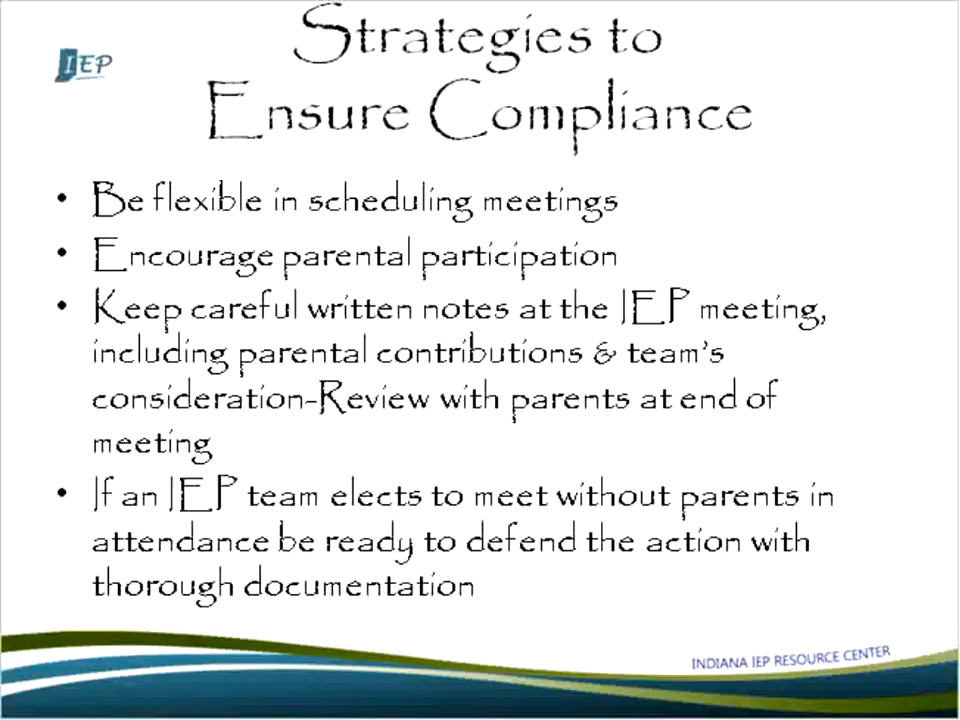 Strategies to
IEP
Ensure Compliance
• Be flexible in scheduling meetings
• Encourage parental participation
• Keep careful written notes at the IEP meeting,
including parental contributions & team's
consideration-Review with parents at end of
meeting
• If an IEP team elects to meet without parents in
attendance be ready to defend the action with
thorough documentation
INDIANA IEP RESOURCE CENTER